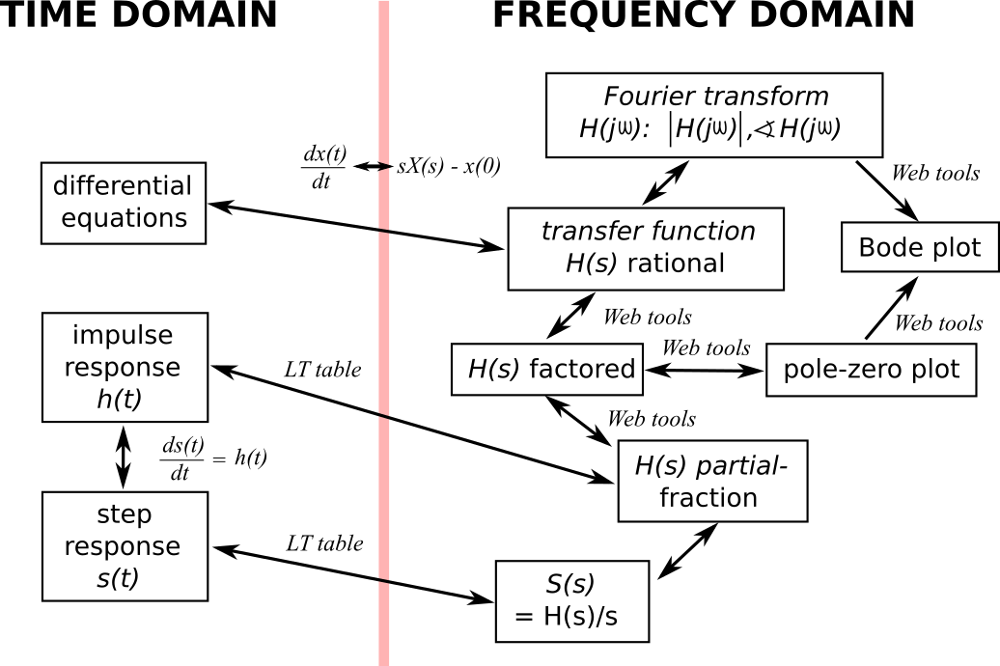 TIME DOMAIN
FREQUENCY DOMAIN
Fourier transform
H(jω): |H(jω)|,∢H(jω)
dx(t)
dt
sX(s) - x(0)
Web tools
differential
equations
transfer function
H(s) rational
Bode plot
impulse
response
h(t)
Web tools
Web tools
Web tools
LT table
H(s) factored
pole-zero plot
Web tools
ds(t)
dt
= h(t)
H(s) partial-
fraction
step
response
s(t)
LT table
S(s)
= H(s)/s